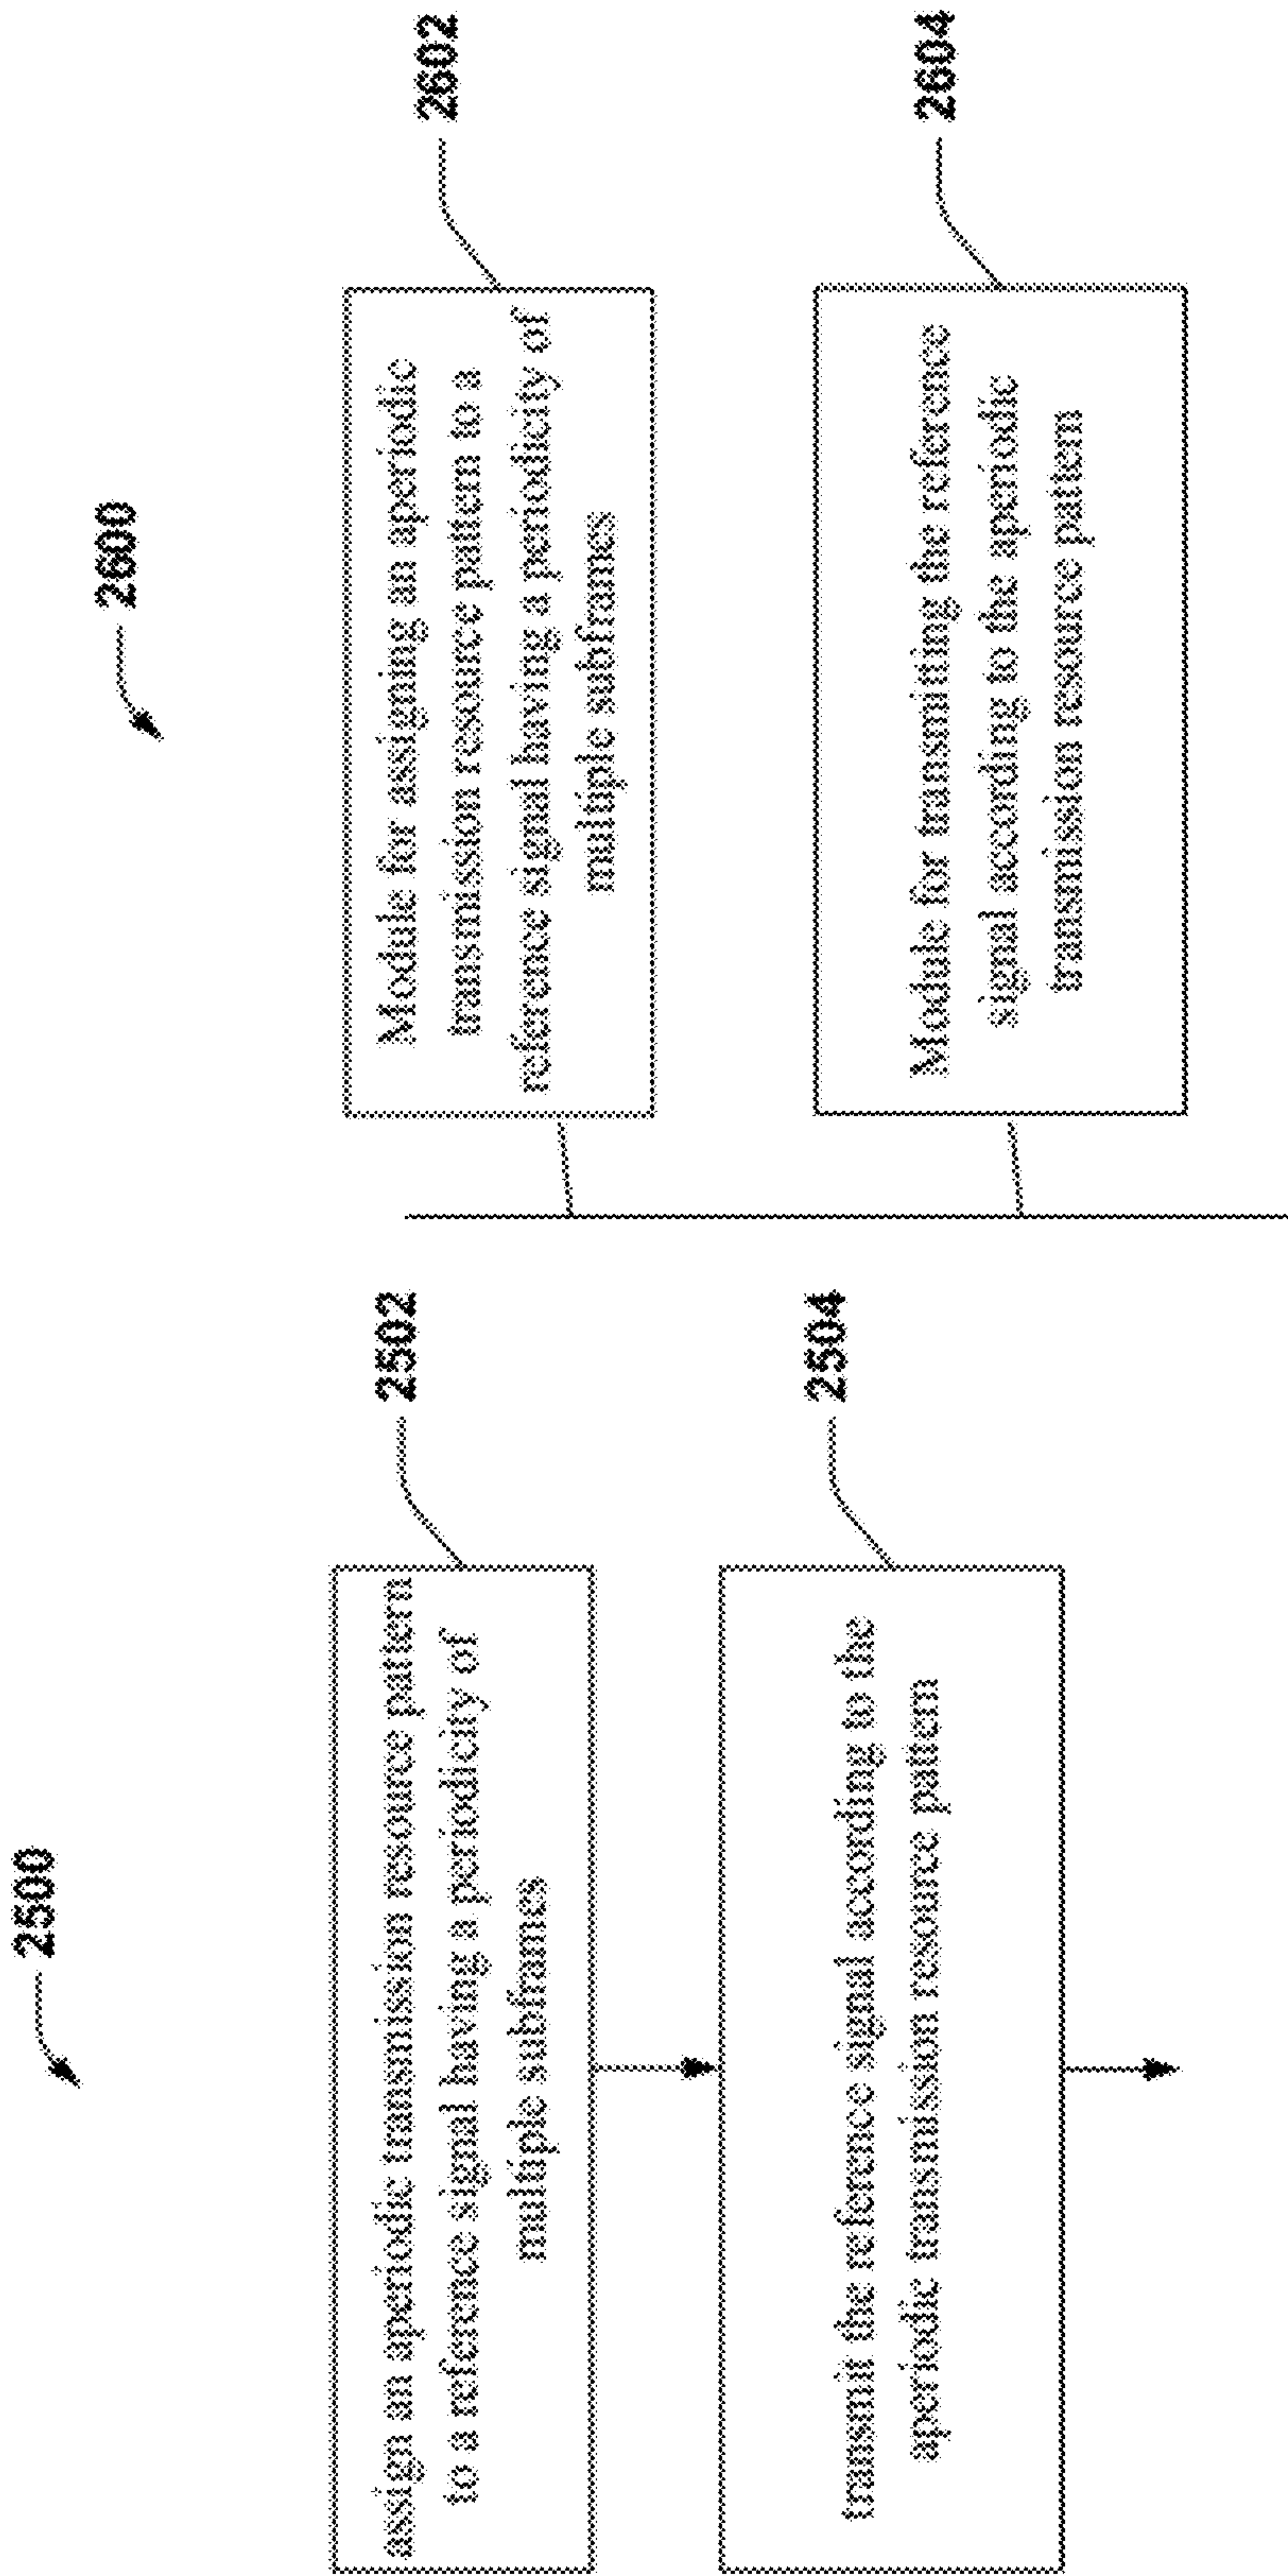 2500
assign an aperiodic transmission resource pattern
to a reference signal having a periodicity of
multiple subframes
2502
transmit the reference signal according to the
aperiodic transmission resource pattern
2504
2600
Module for assigning an aperiodic
transmission resource pattern to a
reference signal having a periodicity of
multiple subframes
2602
Module for transmitting the reference
signal according to the aperiodic
transmission resource pattern
2604